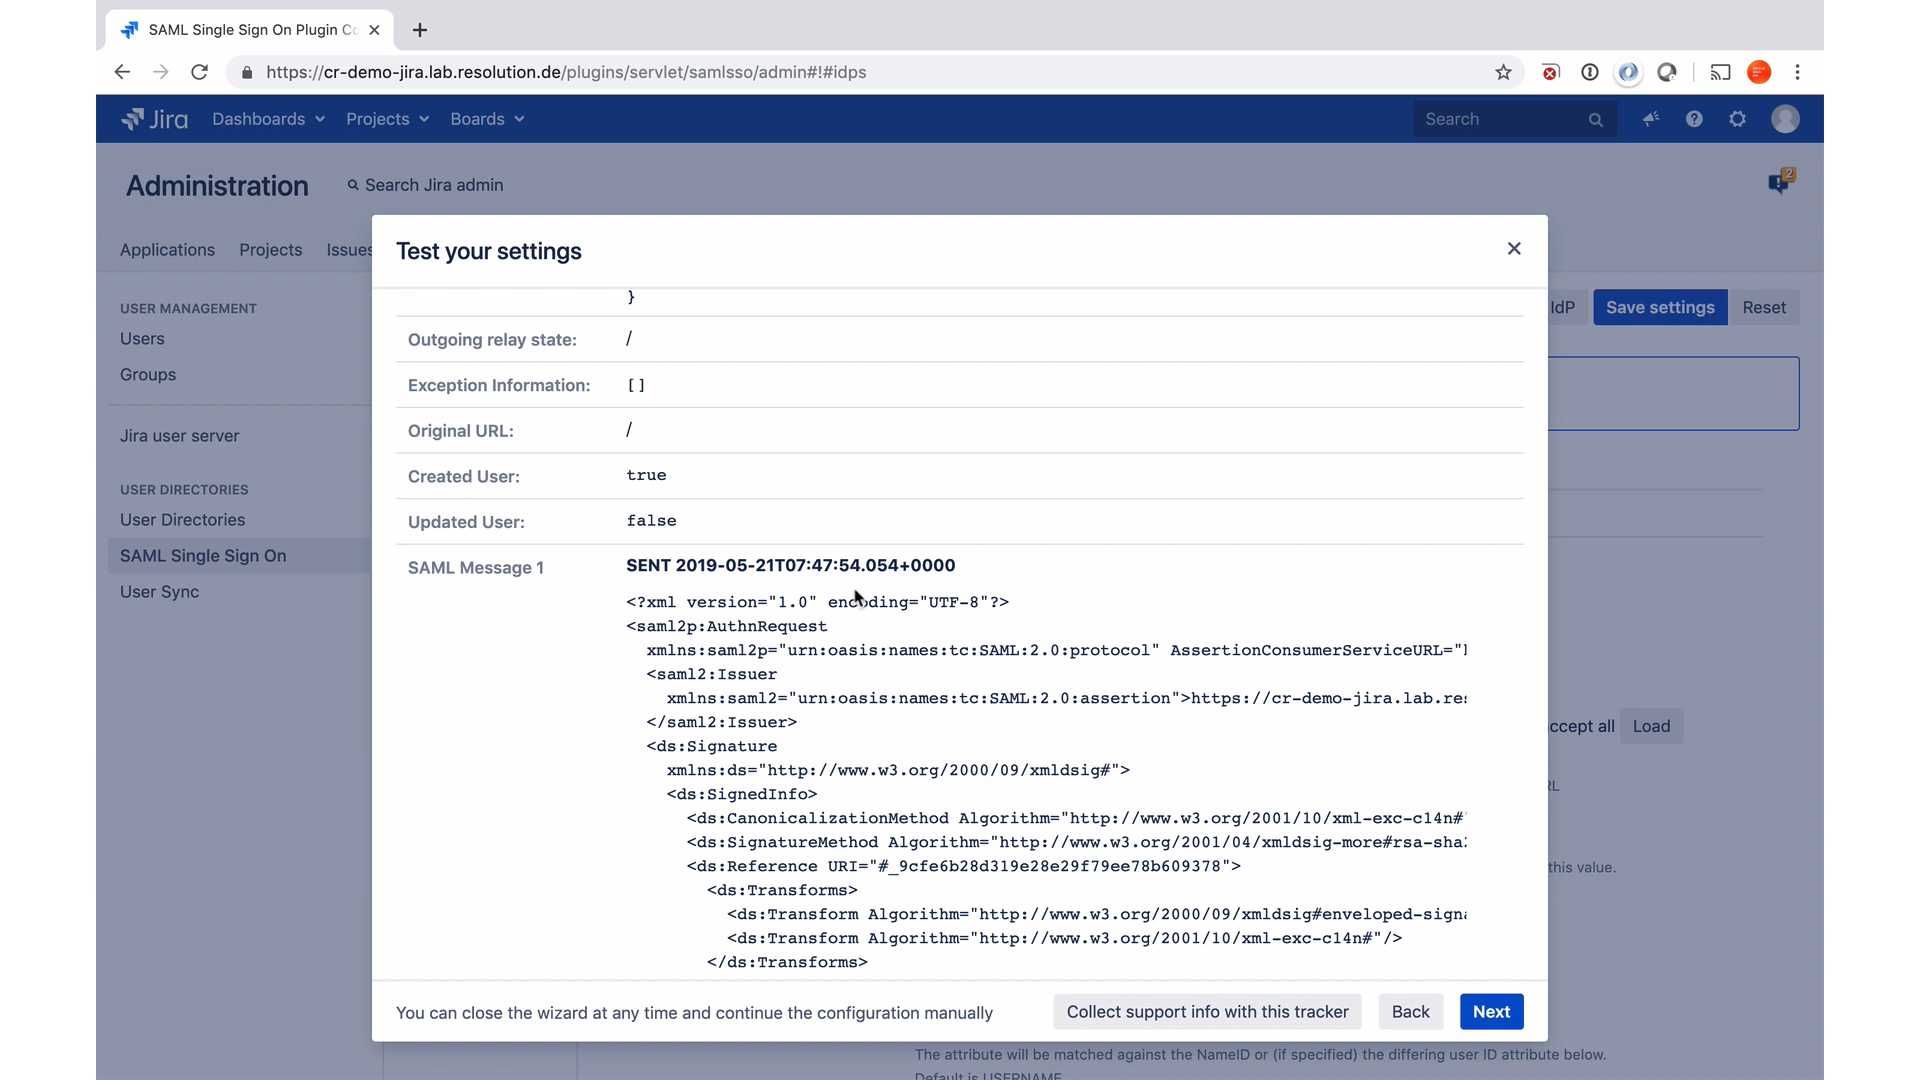 SAML Single Sign On Plugin Co
https://cr-demo-jira.lab.resolution.de/plugins/servlet/samlsso/admin#!#idps
Jira Dashboards Projects Boards Search
Administration Search Jira admin 2
Applications Projects Issues
Test your settings
USER MANAGEMENT
Users
Groups
Jira user server
USER DIRECTORIES
User Directories
SAML Single Sign On
User Sync
IdP Save settings Reset
}
Outgoing relay state: /
Exception Information: []
Original URL: /
Created User: true
Updated User: false
SAML Message 1 SENT 2019-05-21T07:47:54.054+0000
<?xml version="1.0" encoding="UTF-8"?>
<saml2p:AuthnRequest
xmlns:saml2p="urn:oasis:names:tc:SAML:2.0:protocol" AssertionConsumerServiceURL="
<saml2:Issuer
xmlns:saml2="urn:oasis:names:tc:SAML:2.0:assertion">https://cr-demo-jira.lab.res
</saml2:Issuer>
<ds:Signature
xmlns:ds="http://www.w3.org/2000/09/xmldsig#">
<ds:SignedInfo>
<ds:CanonicalizationMethod Algorithm="http://www.w3.org/2001/10/xml-exc-c14n#"
<ds:SignatureMethod Algorithm="http://www.w3.org/2001/04/xmldsig-more#rsa-sha2
<ds:Reference URI="#_9cfe6b28d319e28e29f79ee78b609378">
<ds:Transforms>
<ds:Transform Algorithm="http://www.w3.org/2000/09/xmldsig#enveloped-signa
<ds:Transform Algorithm="http://www.w3.org/2001/10/xml-exc-c14n#"/>
</ds:Transforms>
ccept all Load
RL
this value.
You can close the wizard at any time and continue the configuration manually
Collect support info with this tracker Back Next
The attribute will be matched against the NameID or (if specified) the differing user ID attribute below.
Default is USERNAME